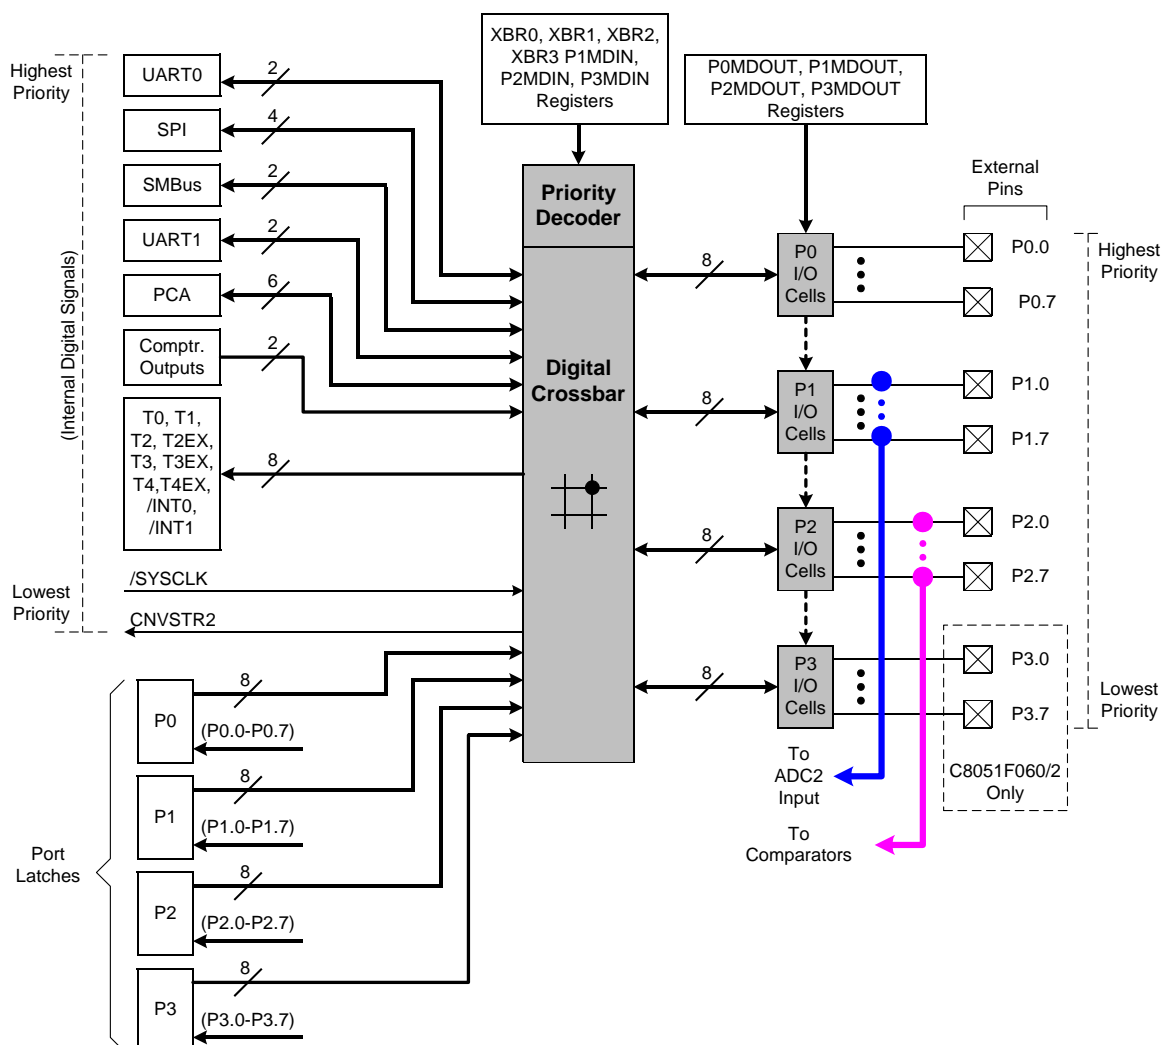 XBR0, XBR1, XBR2,
XBR3 P1MDIN,
P2MDIN, P3MDIN
Registers
P0MDOUT, P1MDOUT,
P2MDOUT, P3MDOUT
Registers
Highest
Priority
(Internal Digital Signals)
Lowest
Priority
UART0
2
SPI
4
SMBus
2
UART1
2
PCA
6
Comptr.
Outputs
2
T0, T1,
T2, T2EX,
T3, T3EX,
T4,T4EX,
/INT0,
/INT1
8
/SYSCLK
CNVSTR2
Priority
Decoder
Digital
Crossbar
External
Pins
8
P0
I/O
Cells
P0.0
P0.7
Highest
Priority
8
P1
I/O
Cells
P1.0
P1.7
8
P2
I/O
Cells
P2.0
P2.7
8
P3
I/O
Cells
P3.0
P3.7
Lowest
Priority
C8051F060/2
Only
To
ADC2
Input
To
Comparators
Port
Latches
P0
8
(P0.0-P0.7)
P1
8
(P1.0-P1.7)
P2
8
(P2.0-P2.7)
P3
8
(P3.0-P3.7)